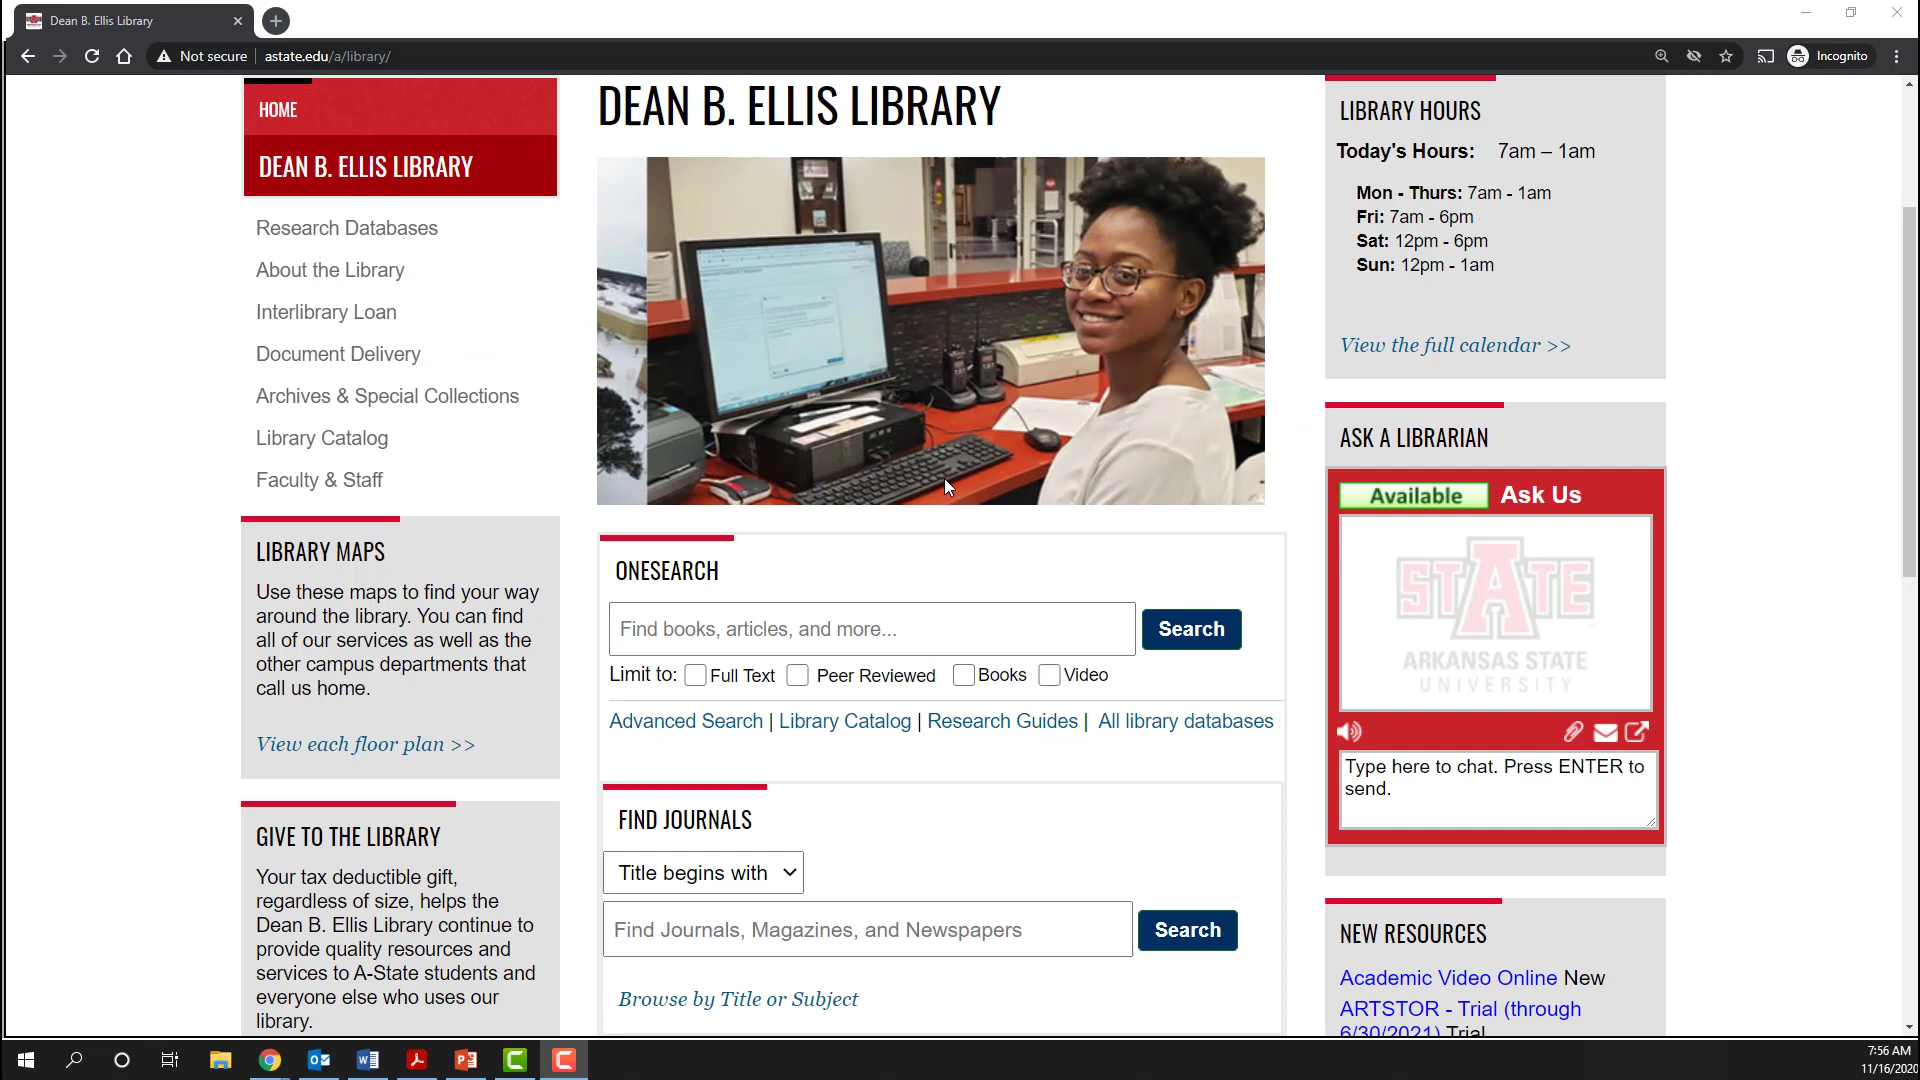 Dean B. Ellis Library
Not secure
astate.edu/a/library/
Incognito
HOME
DEAN B. ELLIS LIBRARY
Research Databases
About the Library
Interlibrary Loan
Document Delivery
Archives & Special Collections
Library Catalog
Faculty & Staff
LIBRARY MAPS
Use these maps to find your way
around the library. You can find
all of our services as well as the
other campus departments that
call us home.
View each floor plan >>
GIVE TO THE LIBRARY
Your tax deductible gift,
regardless of size, helps the
Dean B. Ellis Library continue to
provide quality resources and
services to A-State students and
everyone else who uses our
library.
DEAN B. ELLIS LIBRARY
ONESEARCH
Find books, articles, and more...
Search
Limit to: Full Text Peer Reviewed Books Video
Advanced Search | Library Catalog | Research Guides | All library databases
FIND JOURNALS
Title begins with
Find Journals, Magazines, and Newspapers
Search
Browse by Title or Subject
LIBRARY HOURS
Today's Hours: 7am – 1am
Mon - Thurs: 7am - 1am
Fri: 7am - 6pm
Sat: 12pm - 6pm
Sun: 12pm - 1am
View the full calendar >>
ASK A LIBRARIAN
Available Ask Us
STATE
ARKANSAS STATE
UNIVERSITY
Type here to chat. Press ENTER to
send.
NEW RESOURCES
Academic Video Online New
ARTSTOR - Trial (through
6/30/2021) Trial
7:56 AM
11/16/2020